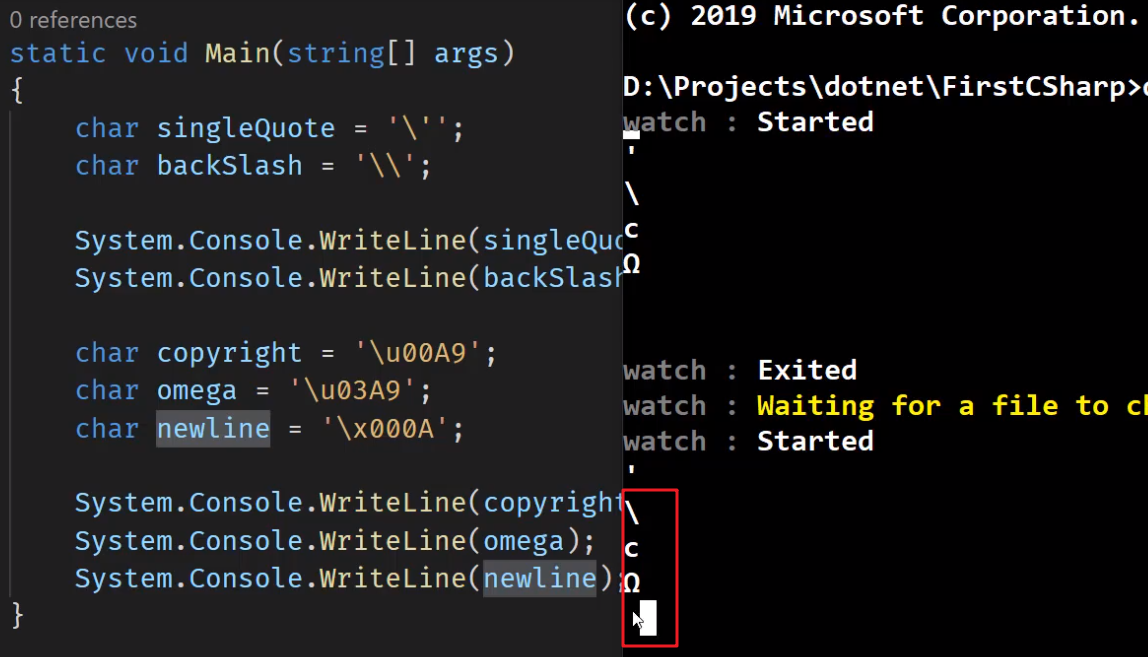 0 references
static void Main(string[] args)
{
char singleQuote = '\'';
char backSlash = '\\';
System.Console.WriteLine(singleQuo
System.Console.WriteLine(backSlash
char copyright = '\u00A9';
char omega = '\u03A9';
char newline = '\x000A';
System.Console.WriteLine(copyright
System.Console.WriteLine(omega);
System.Console.WriteLine(newline);
}
(c) 2019 Microsoft Corporation.
D:\Projects\dotnet\FirstCSharp>
watch : Started
'
\
c
Ω
watch : Exited
watch : Waiting for a file to ch
watch : Started
'
\
c
Ω